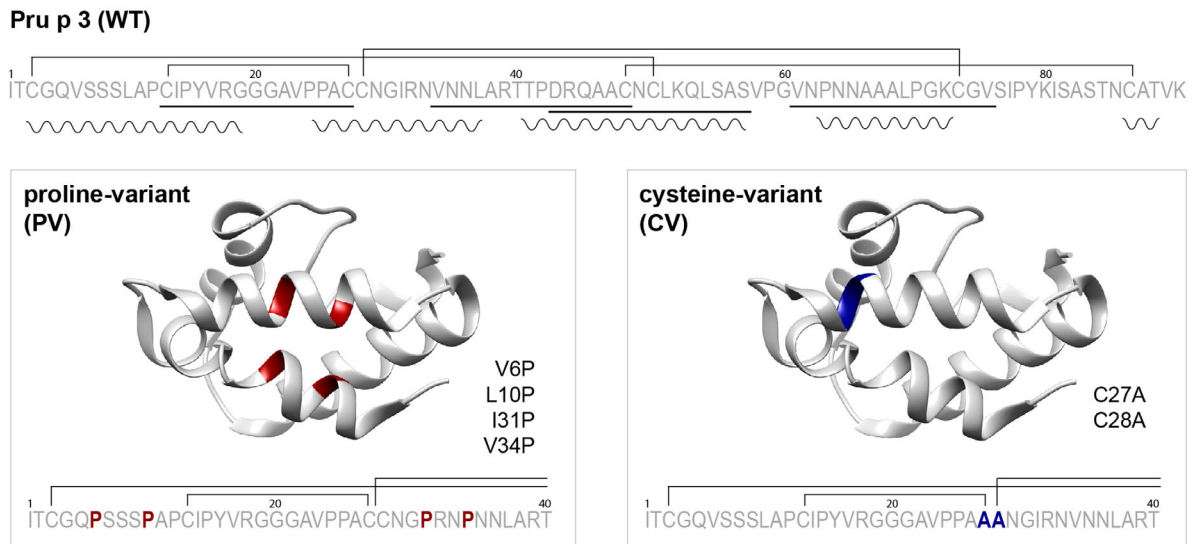 Pru p 3 (WT)
1 20 40 60 80
ITCGQVSSSLAPCIPYVRGGGAVPPACCNGIRNVNNLARTTPDRQAACNCLKQLSASVPGVNPNNAAALPGKCGVSIPYKISASTNCATVK
proline-variant
(PV)
V6P
L10P
I31P
V34P
1 20 40
ITCGQPSSSPAPCIPYVRGGGAVPPACCNGPRNPNNLART
cysteine-variant
(CV)
C27A
C28A
1 20 40
ITCGQVSSSLAPCIPYVRGGGAVPPAAANGIRNVNNLART